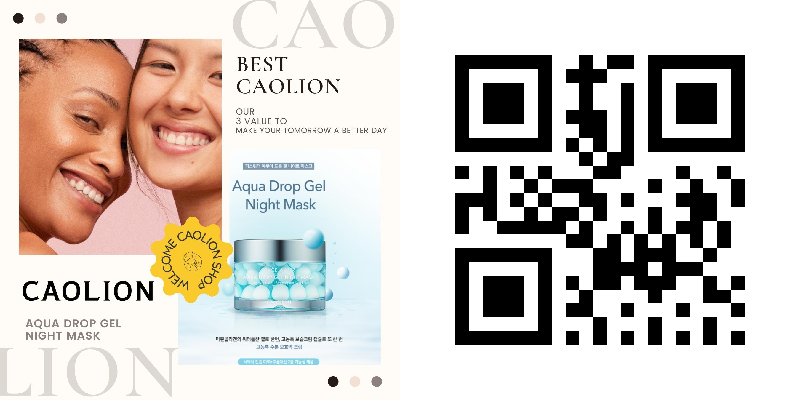 CAO
BEST
CAOLION
OUR
3 VALUE TO
MAKE YOUR TOMORROW A BETTER DAY
Aqua Drop Gel
Night Mask
WELCOME CAOLION SHOP
CAOLION
AQUA DROP GEL
NIGHT MASK
LION